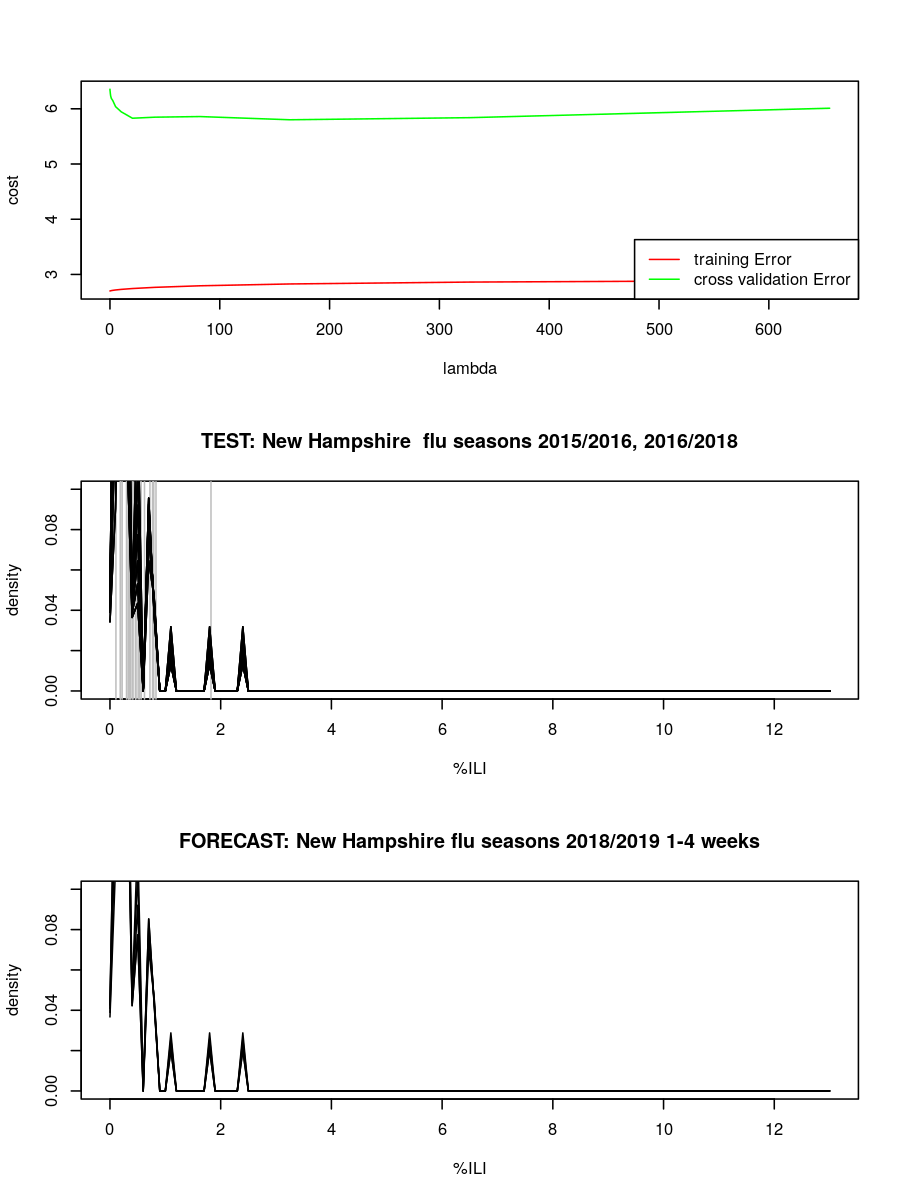 6
5
4
3
cost
training Error
cross validation Error
0 100 200 300 400 500 600
lambda
TEST: New Hampshire  flu seasons 2015/2016, 2016/2018
0.08
0.04
0.00
density
0 2 4 6 8 10 12
%ILI
FORECAST: New Hampshire flu seasons 2018/2019 1-4 weeks
0.08
0.04
0.00
density
0 2 4 6 8 10 12
%ILI